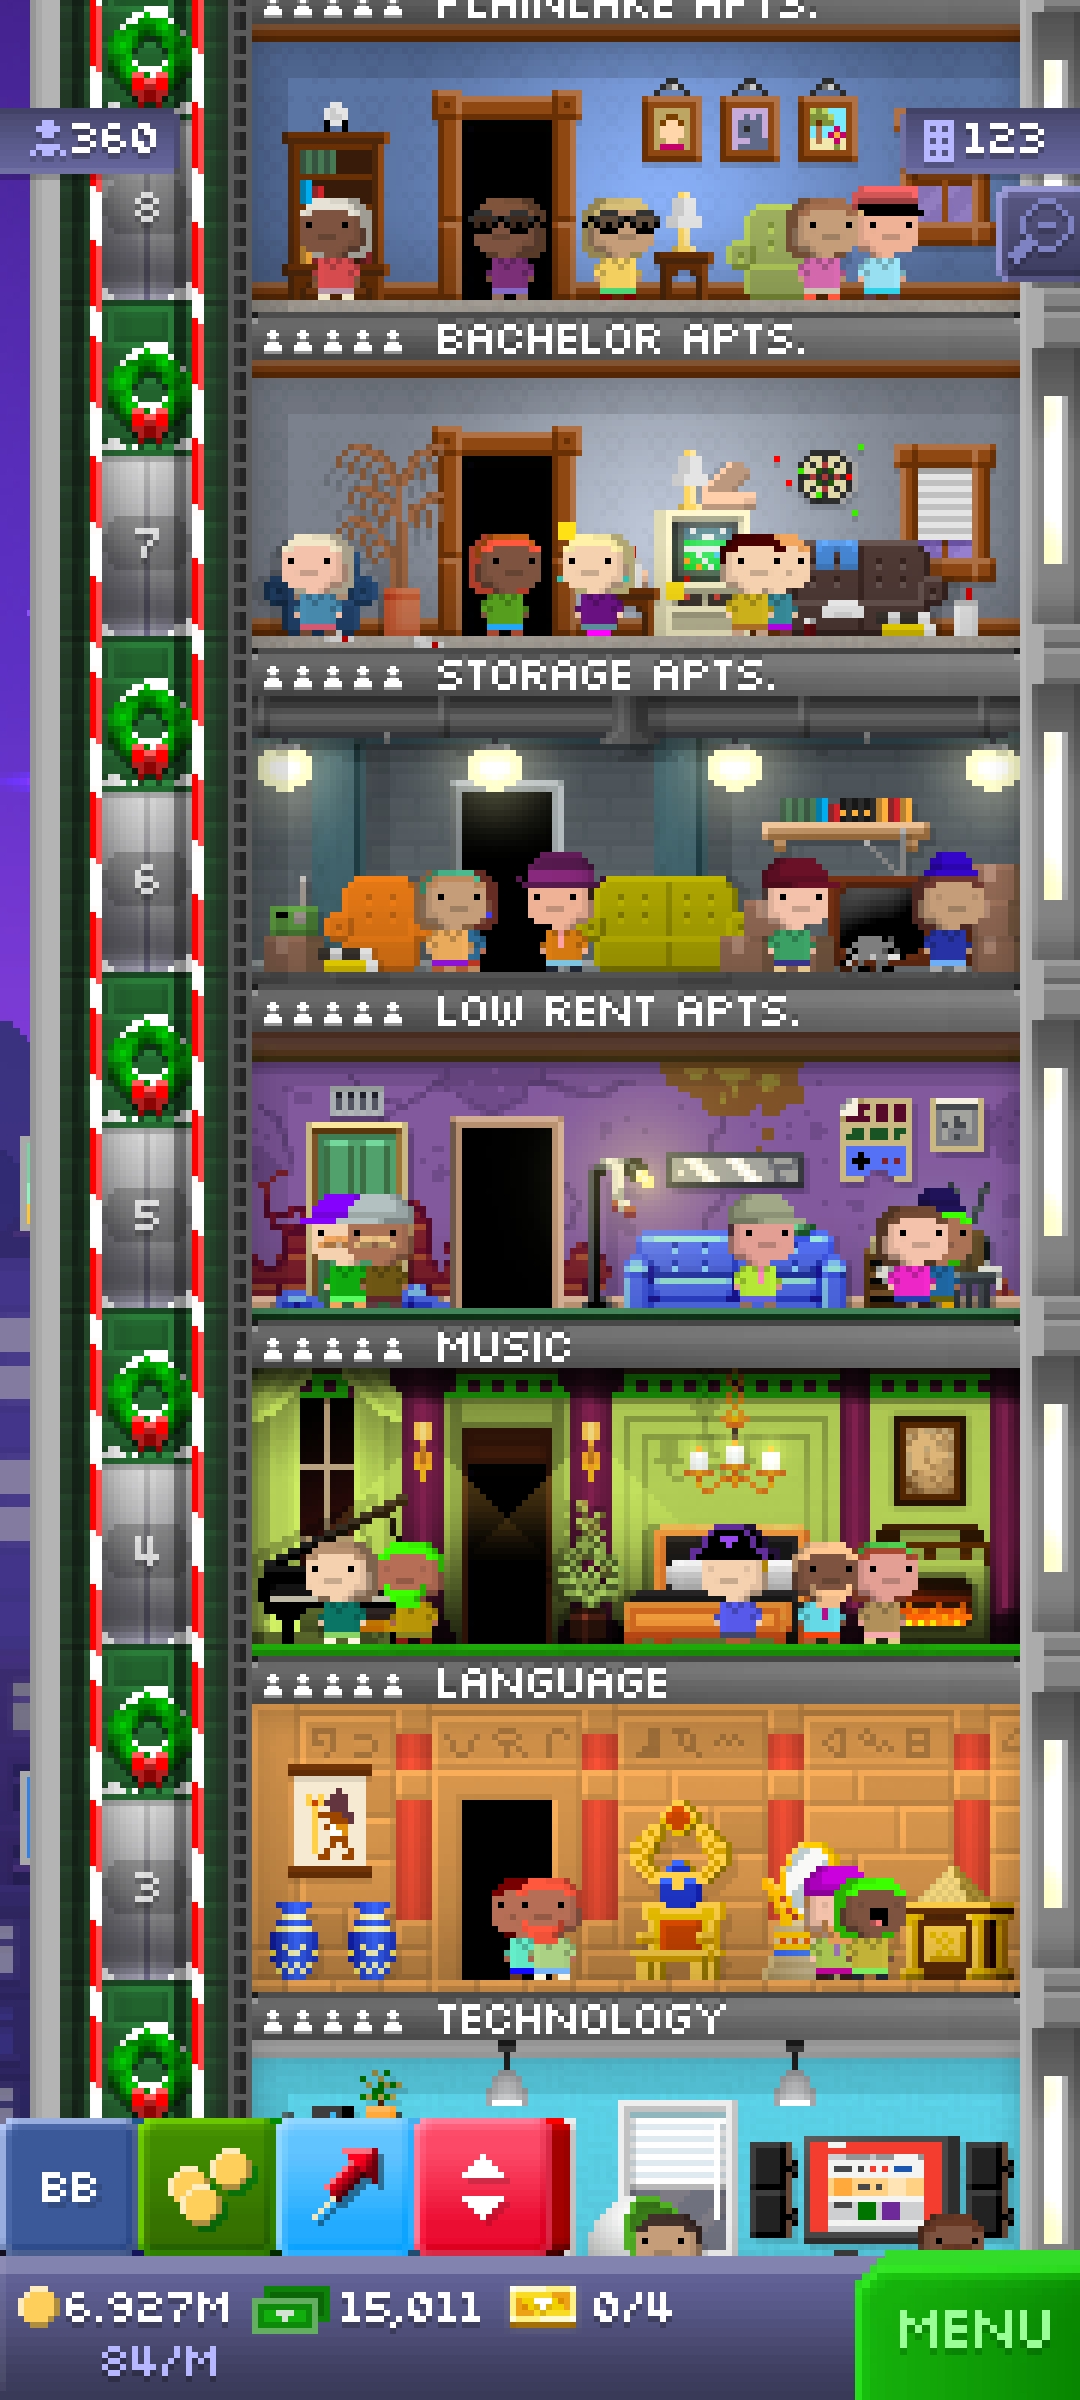 PLAINLAKE APTS.
360
123
8
BACHELOR APTS.
7
STORAGE APTS.
6
LOW RENT APTS.
5
MUSIC
4
LANGUAGE
3
TECHNOLOGY
BB
6.927M 15,011 0/4
84/M
MENU